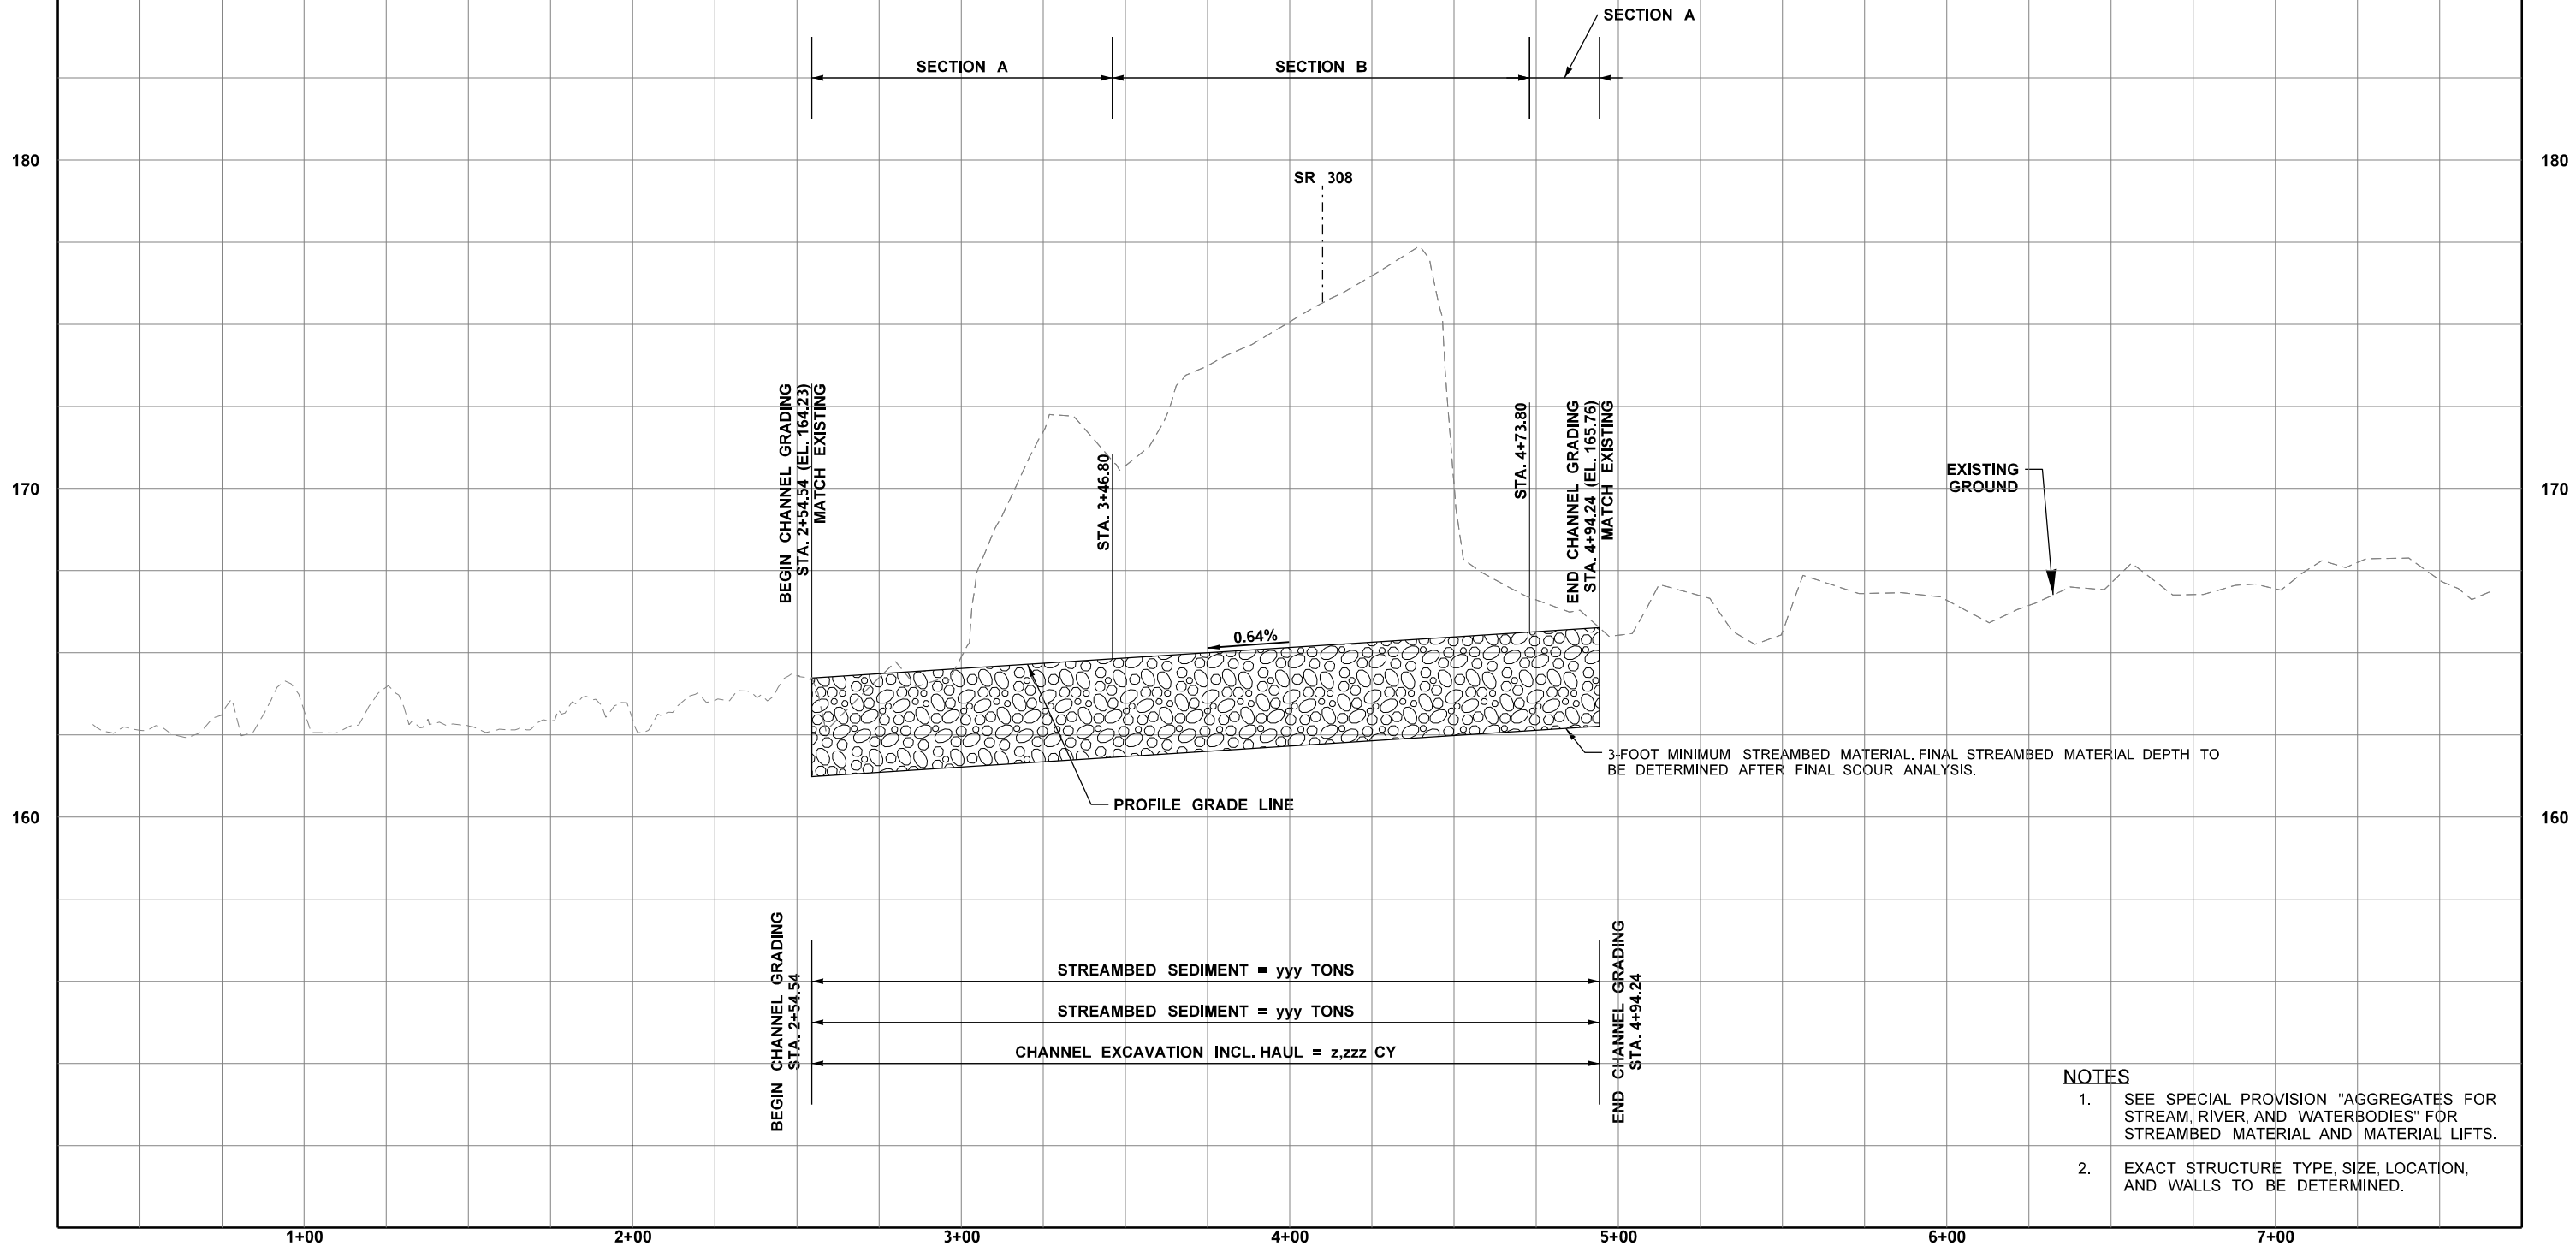 SECTION A
SECTION A
SECTION B
180
180
SR 308
BEGIN CHANNEL GRADING
STA. 2+54.54 (EL. 164.23)
MATCH EXISTING
STA. 3+46.80
STA. 4+73.80
END CHANNEL GRADING
STA. 4+94.24 (EL. 165.76)
MATCH EXISTING
EXISTING
GROUND
170
170
0.64%
3-FOOT MINIMUM STREAMBED MATERIAL. FINAL STREAMBED MATERIAL DEPTH TO
BE DETERMINED AFTER FINAL SCOUR ANALYSIS.
PROFILE GRADE LINE
160
160
BEGIN CHANNEL GRADING
STA. 2+54.54
STREAMBED SEDIMENT = yyy TONS
STREAMBED SEDIMENT = yyy TONS
CHANNEL EXCAVATION INCL. HAUL = z,zzz CY
END CHANNEL GRADING
STA. 4+94.24
NOTES
1. SEE SPECIAL PROVISION "AGGREGATES FOR
STREAM, RIVER, AND WATERBODIES" FOR
STREAMBED MATERIAL AND MATERIAL LIFTS.
2. EXACT STRUCTURE TYPE, SIZE, LOCATION,
AND WALLS TO BE DETERMINED.
1+00
2+00
3+00
4+00
5+00
6+00
7+00